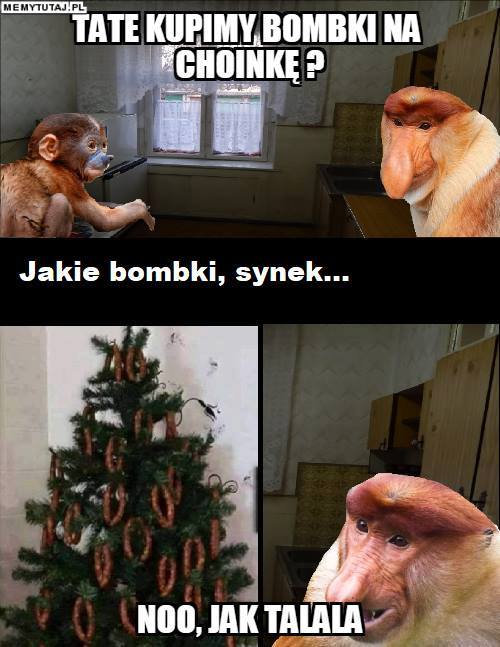 MEMYTUTAJ.PL
TATE KUPIMY BOMBKI NA
CHOINKĘ ?
Jakie bombki, synek...
NOO, JAK TALALA